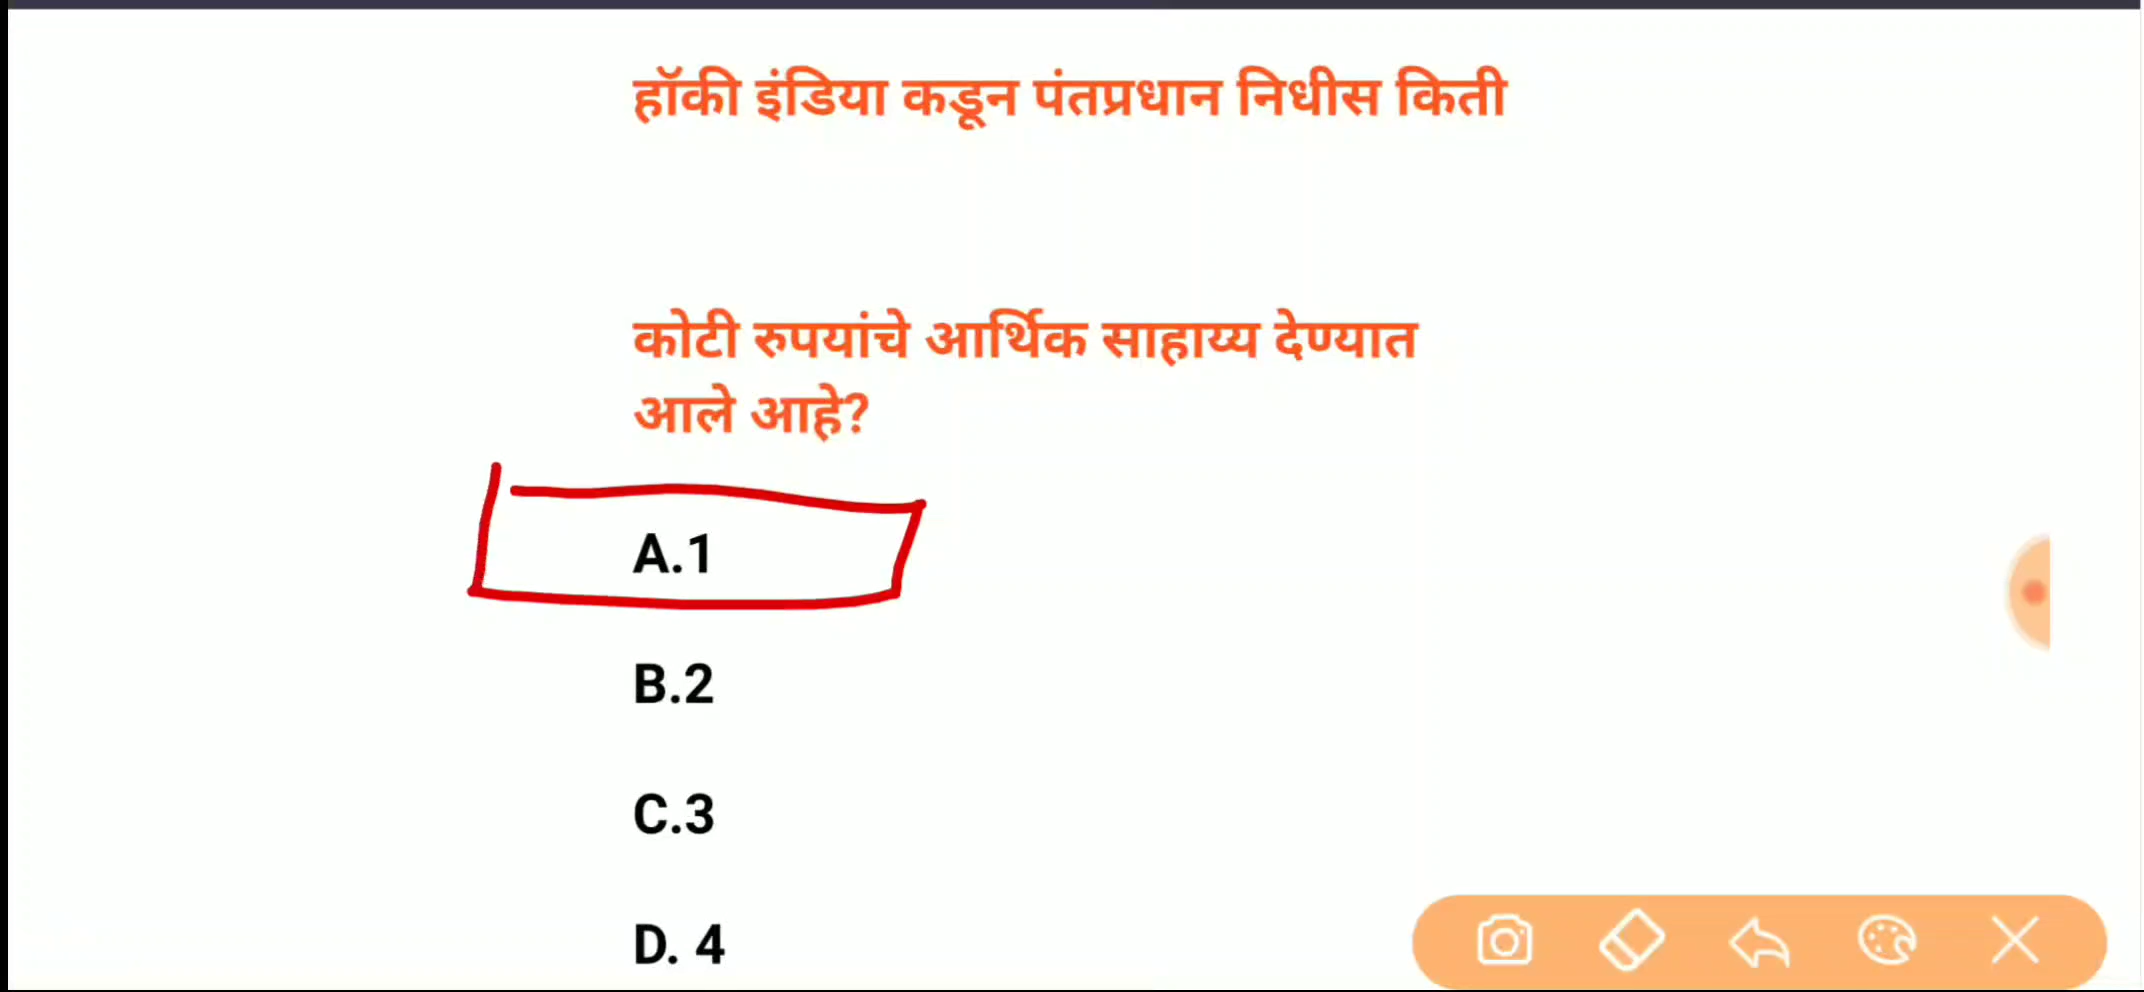 हॉकी इंडिया कडून पंतप्रधान निधीस किती
कोटी रुपयांचे आर्थिक साहाय्य देण्यात
आले आहे?
A.1
B.2
C.3
D. 4